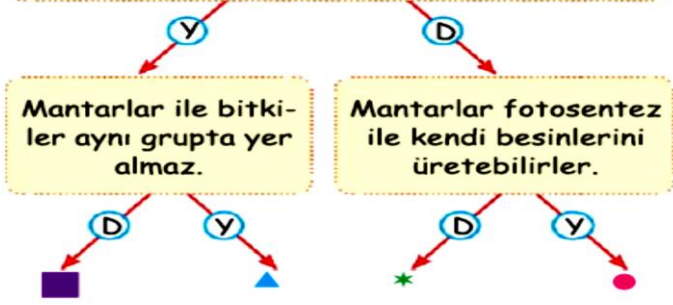 Y D
Mantarlar ile bitki-
ler aynı grupta yer
almaz.
Mantarlar fotosentez
ile kendi besinlerini
üretebilirler.
D Y D Y